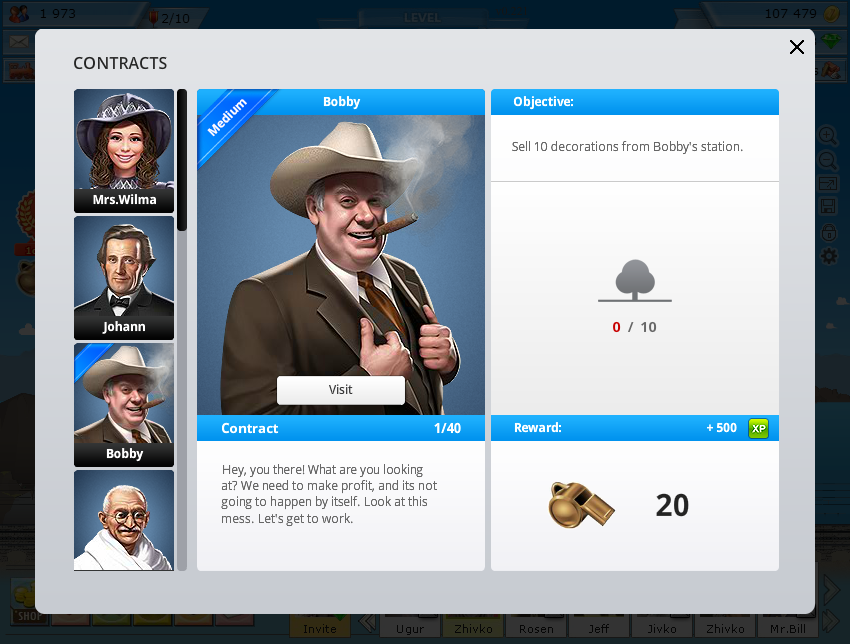 1 973
2/10
LEVEL
107 479
CONTRACTS
Mrs.Wilma
Johann
Bobby
Medium
Bobby
Visit
Contract 1/40
Hey, you there! What are you looking
at? We need to make profit, and its not
going to happen by itself. Look at this
mess. Let's get to work.
Objective:
Sell 10 decorations from Bobby's station.
0 / 10
Reward: + 500 XP
20
SHOP
Invite
Ugur
Zhivko
Rosen
Jeff
Jivko
Zhivko
Mr.Bill